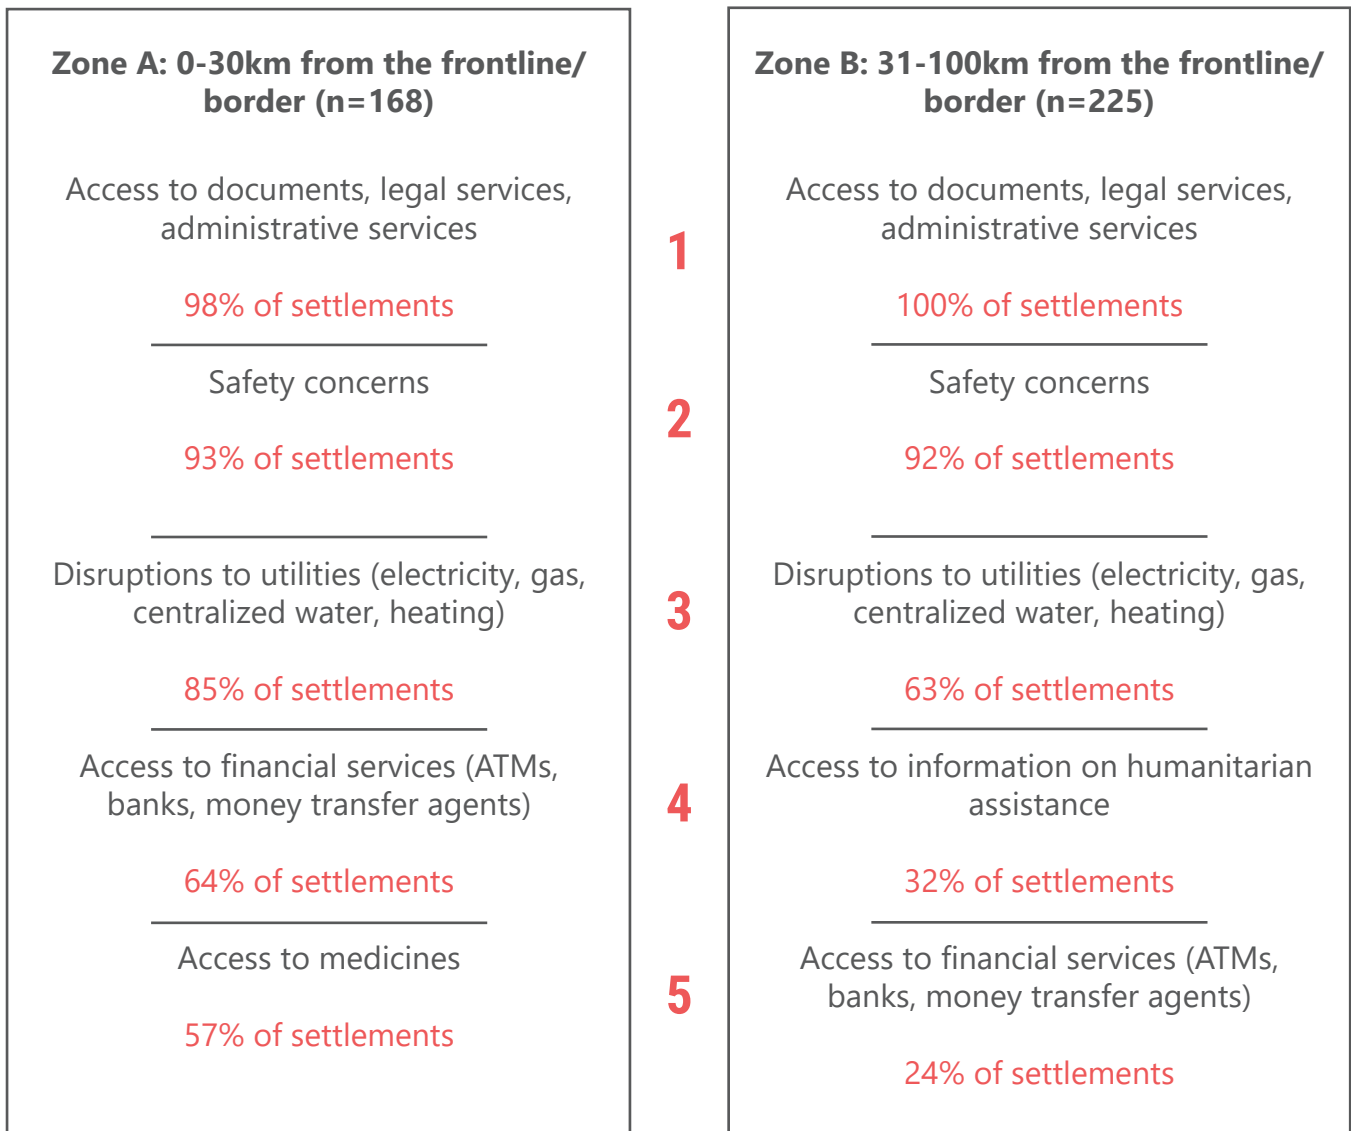 Zone A: 0-30km from the frontline/
border (n=168)
Access to documents, legal services,
administrative services
98% of settlements
Safety concerns
93% of settlements
Disruptions to utilities (electricity, gas,
centralized water, heating)
85% of settlements
Access to financial services (ATMs,
banks, money transfer agents)
64% of settlements
Access to medicines
57% of settlements
1
2
3
4
5
Zone B: 31-100km from the frontline/
border (n=225)
Access to documents, legal services,
administrative services
100% of settlements
Safety concerns
92% of settlements
Disruptions to utilities (electricity, gas,
centralized water, heating)
63% of settlements
Access to information on humanitarian
assistance
32% of settlements
Access to financial services (ATMs,
banks, money transfer agents)
24% of settlements